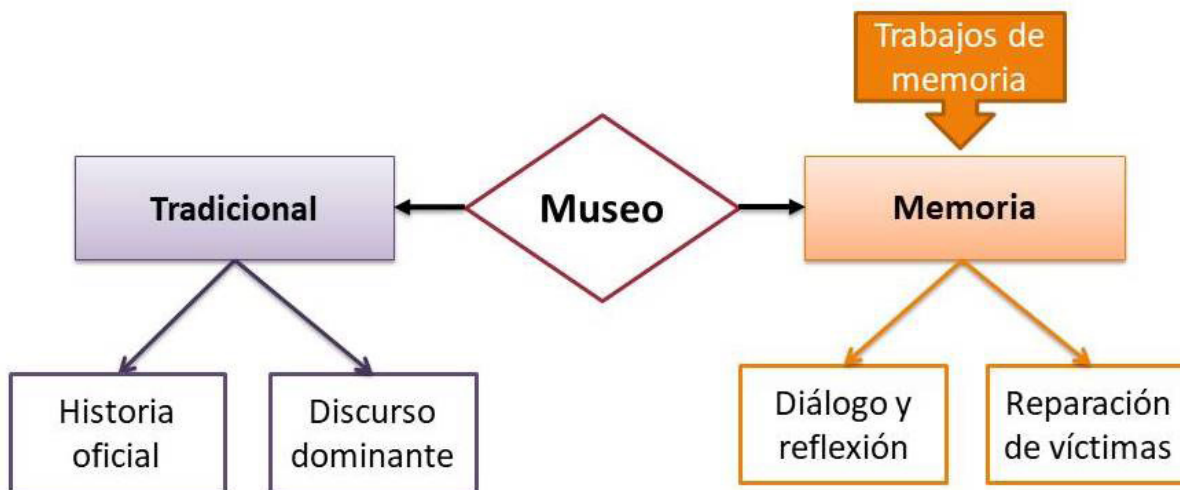 Trabajos de
memoria
Tradicional
Museo
Memoria
Historia
oficial
Discurso
dominante
Diálogo y
reflexión
Reparación
de víctimas